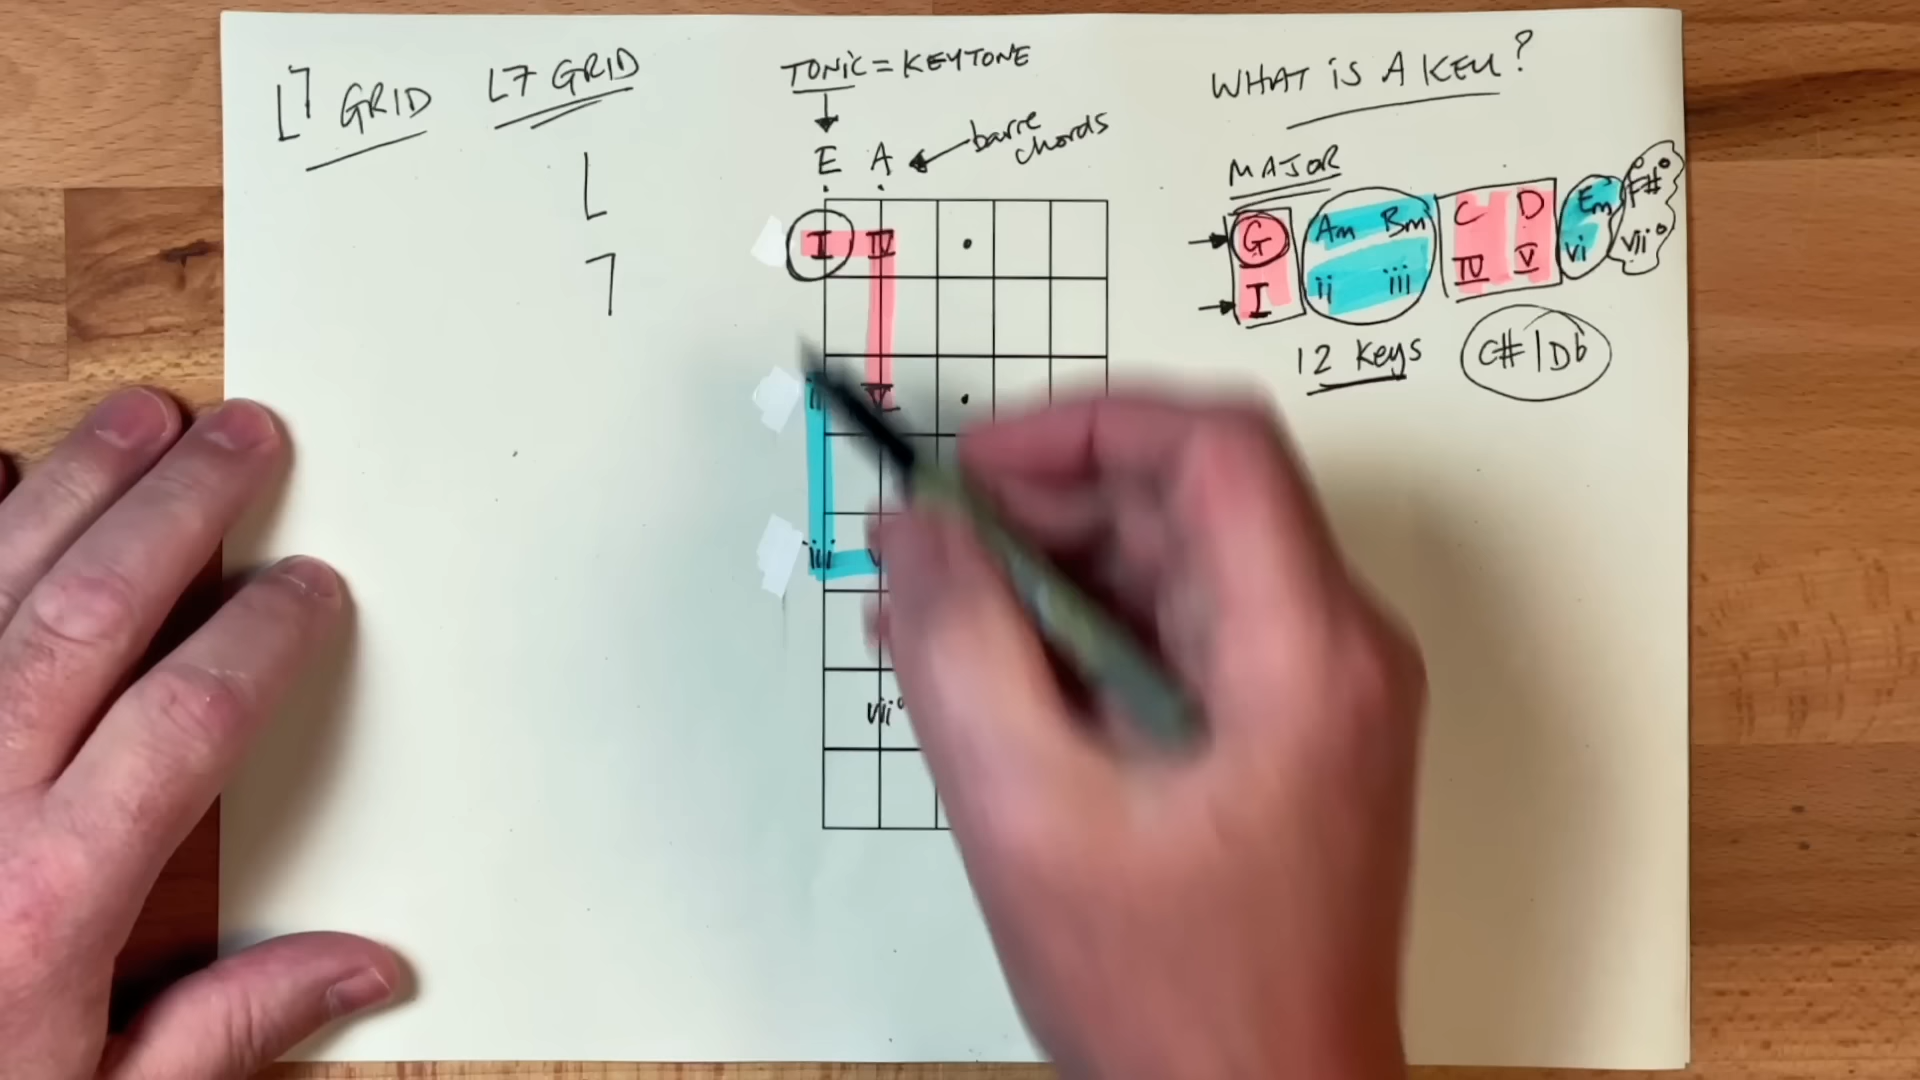 L7 GRID
L7 GRID
L
7
TONIC = KEYTONE
E A
barre
chords
I IV
ii V
iii
vii°
WHAT IS A KEY?
MAJOR
G Am Bm C D Em F#°
I ii iii IV V vi vii°
12 Keys
C# | Db